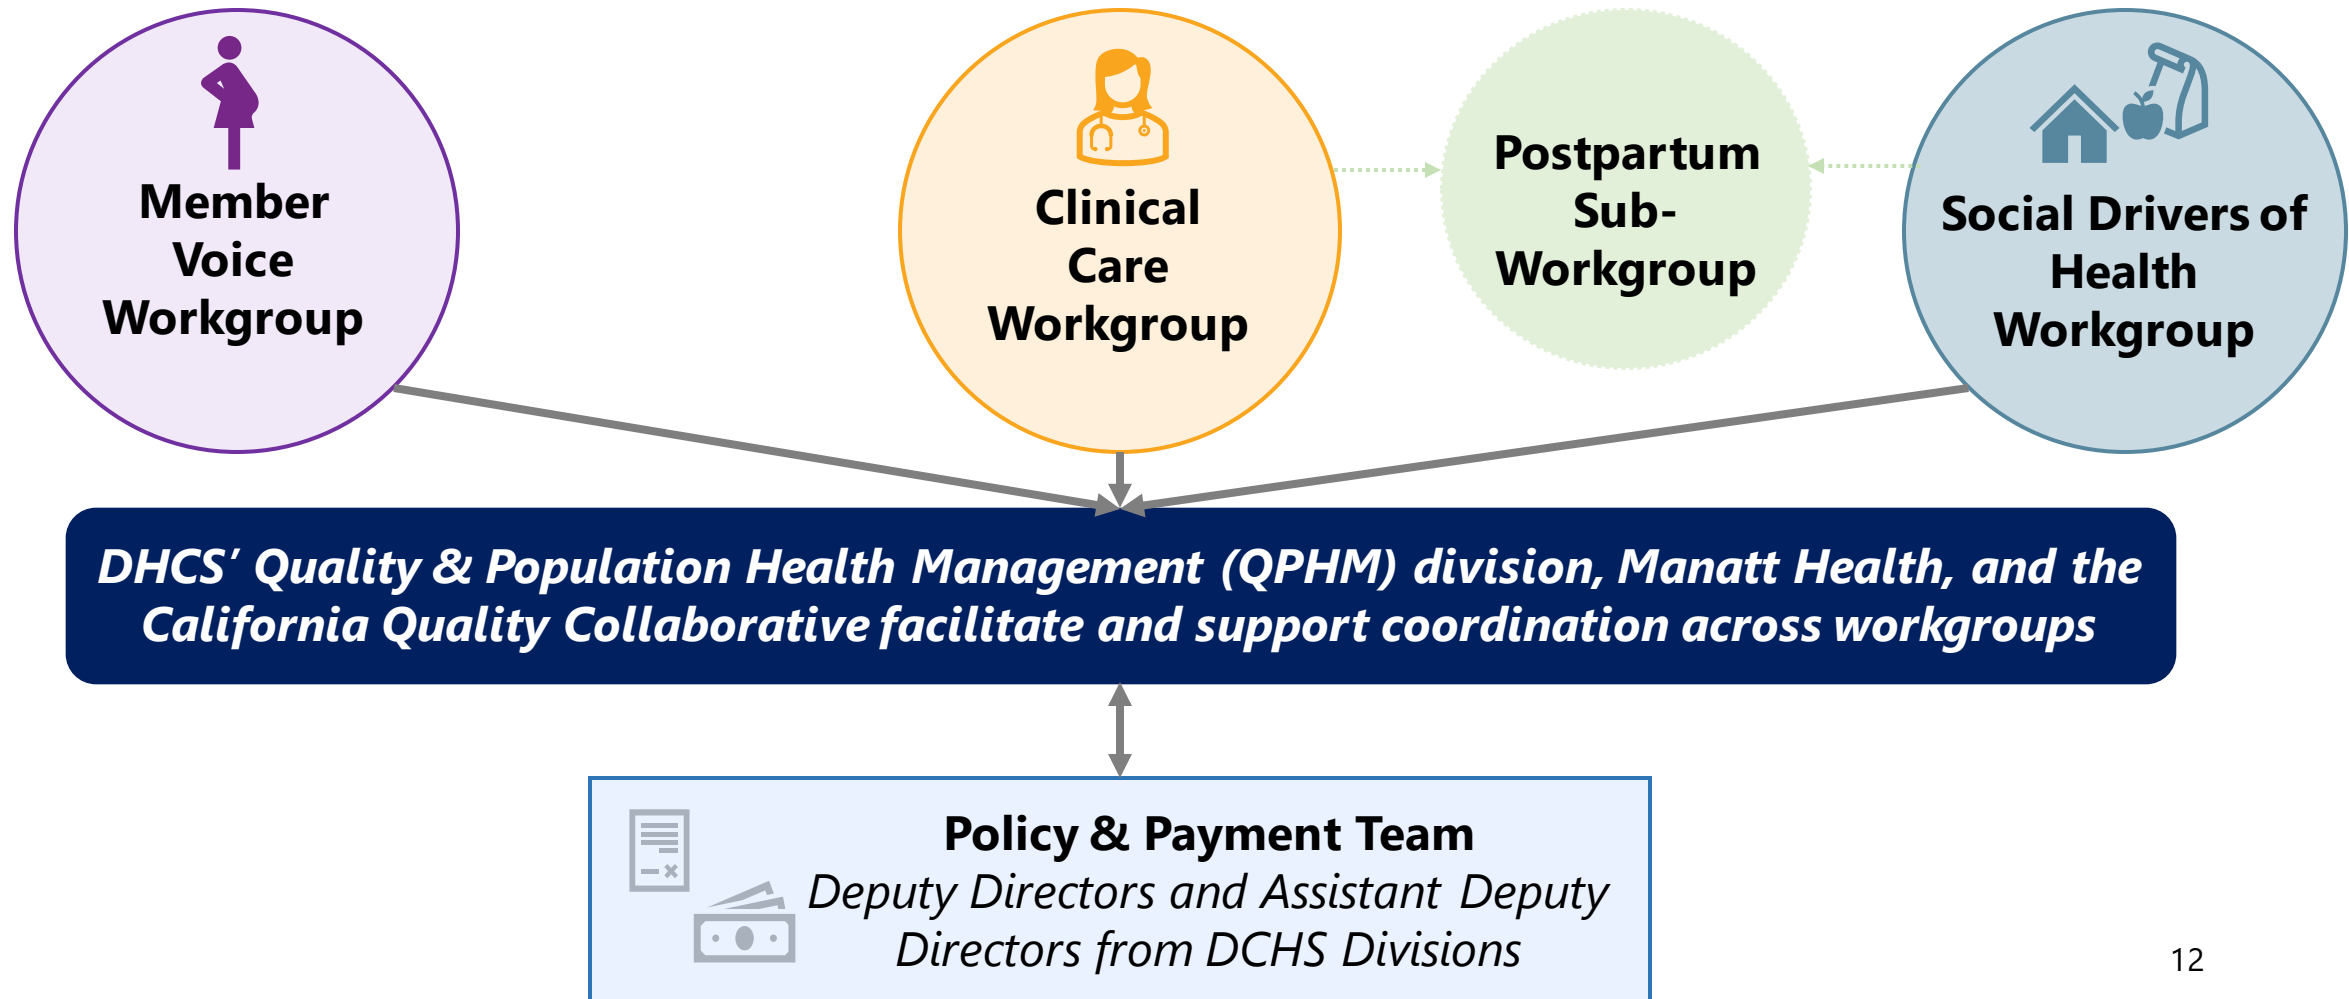 Member
Voice
Workgroup
Clinical
Care
Workgroup
Postpartum
Sub-
Workgroup
Social Drivers of
Health
Workgroup
DHCS’ Quality & Population Health Management (QPHM) division, Manatt Health, and the
California Quality Collaborative facilitate and support coordination across workgroups
Policy & Payment Team
Deputy Directors and Assistant Deputy
Directors from DCHS Divisions
12